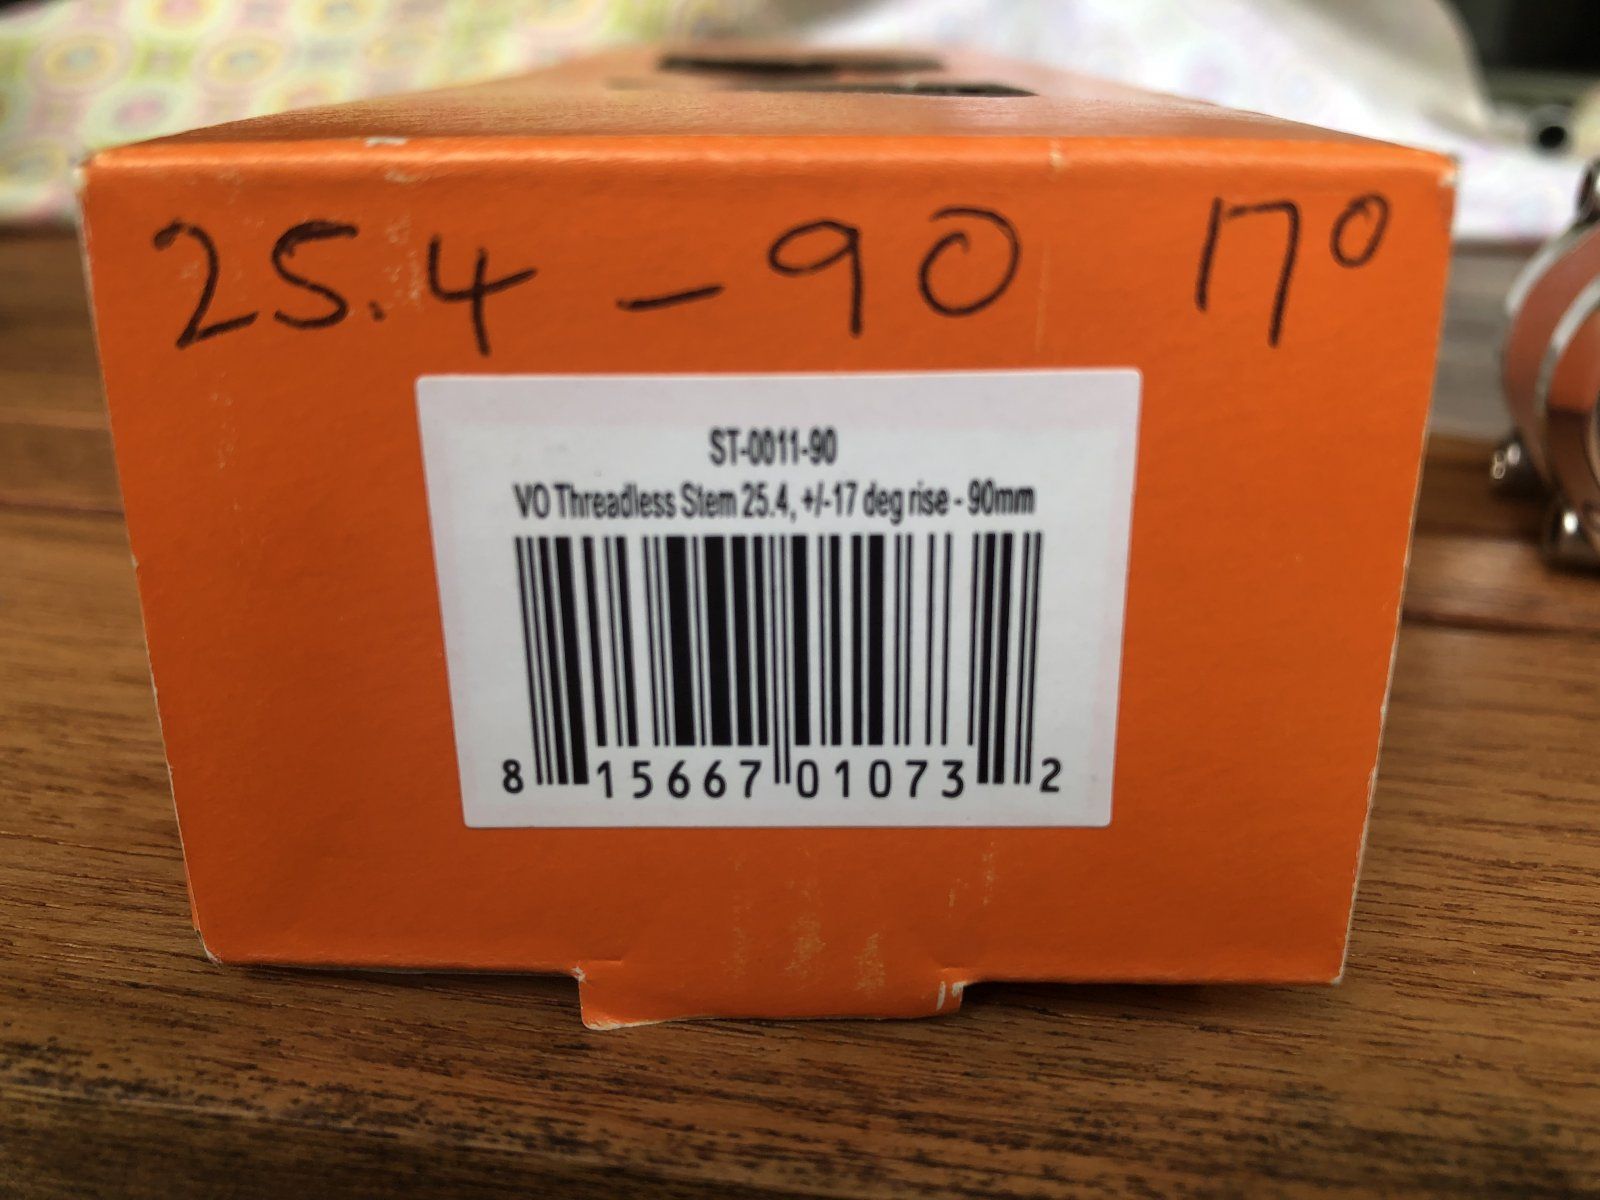 25.4 - 90 17°
ST-0011-90
VO Threadless Stem 25.4, +/-17 deg rise - 90mm
8 15667 01073 2